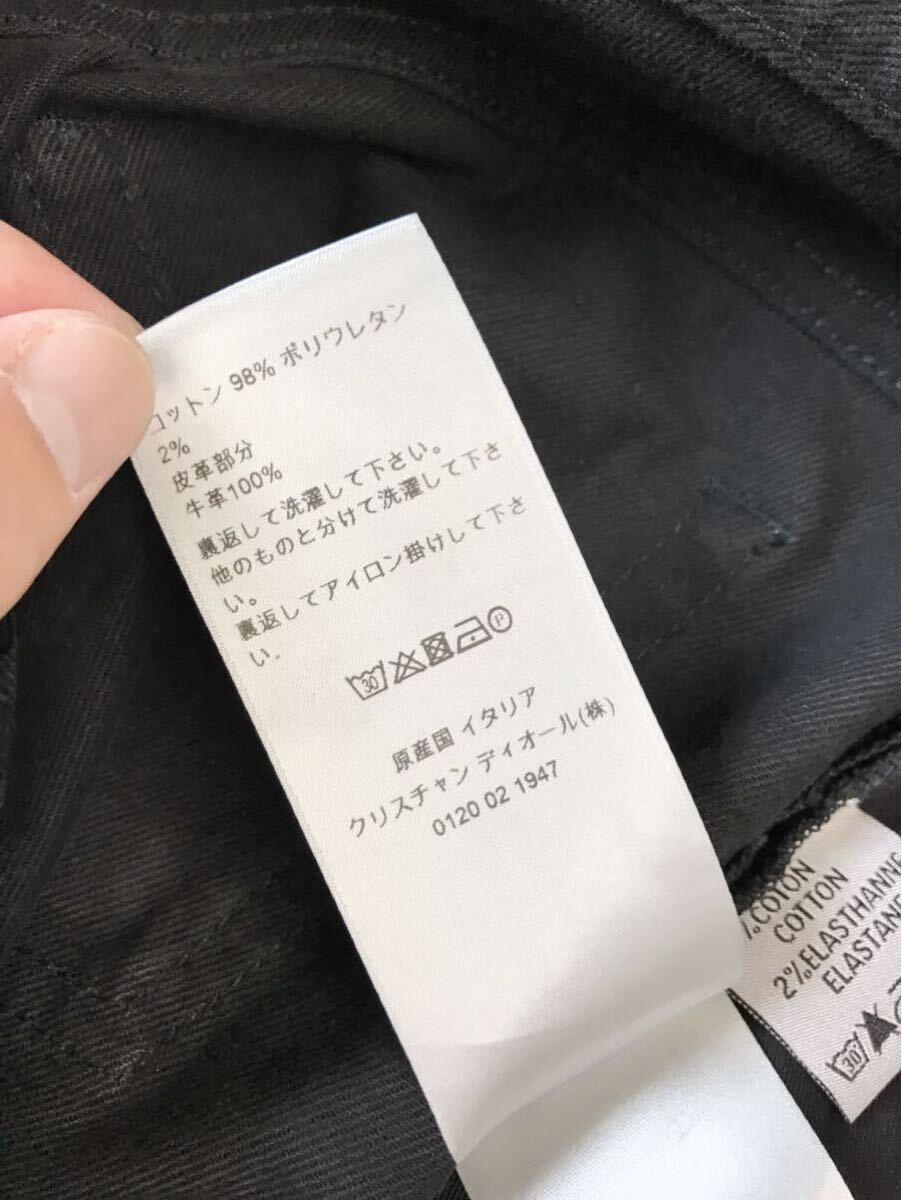 コットン 98% ポリウレタン
2%
皮革部分
牛革100%
裏返して洗濯して下さい。
他のものと分けて洗濯して下さ
い。
裏返してアイロン掛けして下さ
い.
30
P
原産国 イタリア
クリスチャン ディオール(株)
0120 02 1947
%COTON
COTTON
2%ELASTHANNE
ELASTANE
30